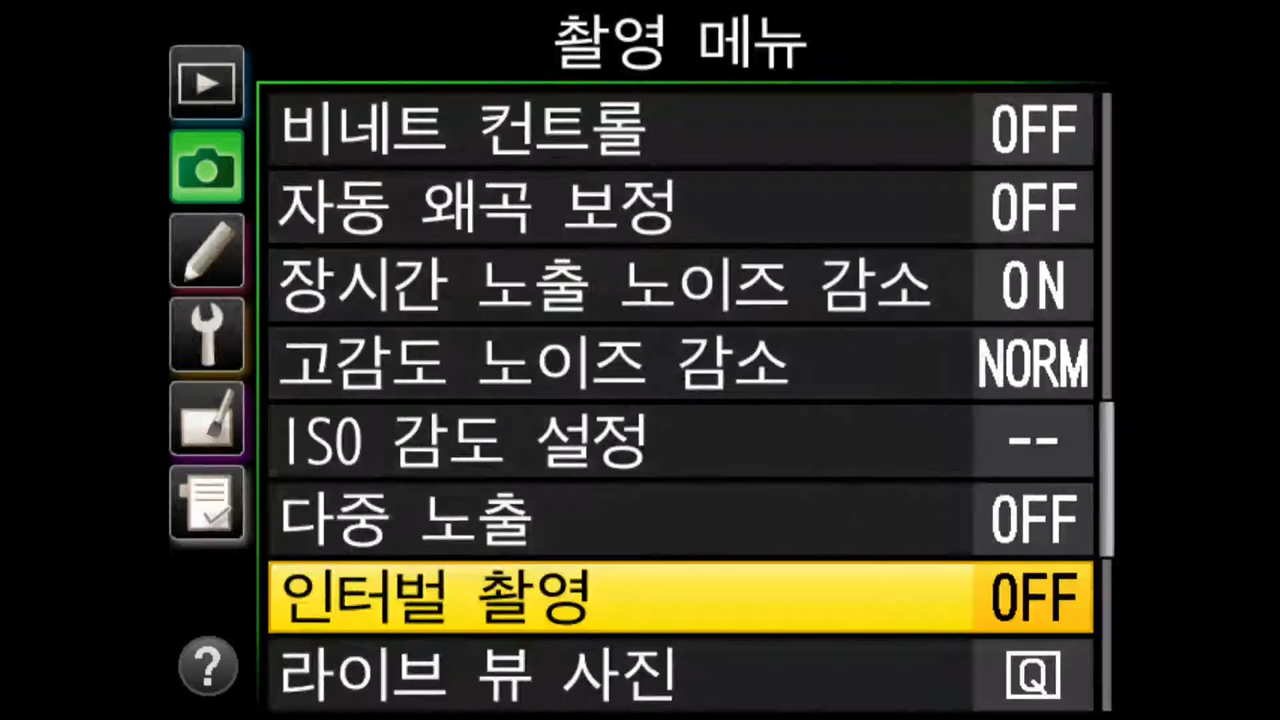 촬영 메뉴
비네트 컨트롤 OFF
자동 왜곡 보정 OFF
장시간 노출 노이즈 감소 ON
고감도 노이즈 감소 NORM
ISO 감도 설정 --
다중 노출 OFF
인터벌 촬영 OFF
라이브 뷰 사진 Q
?